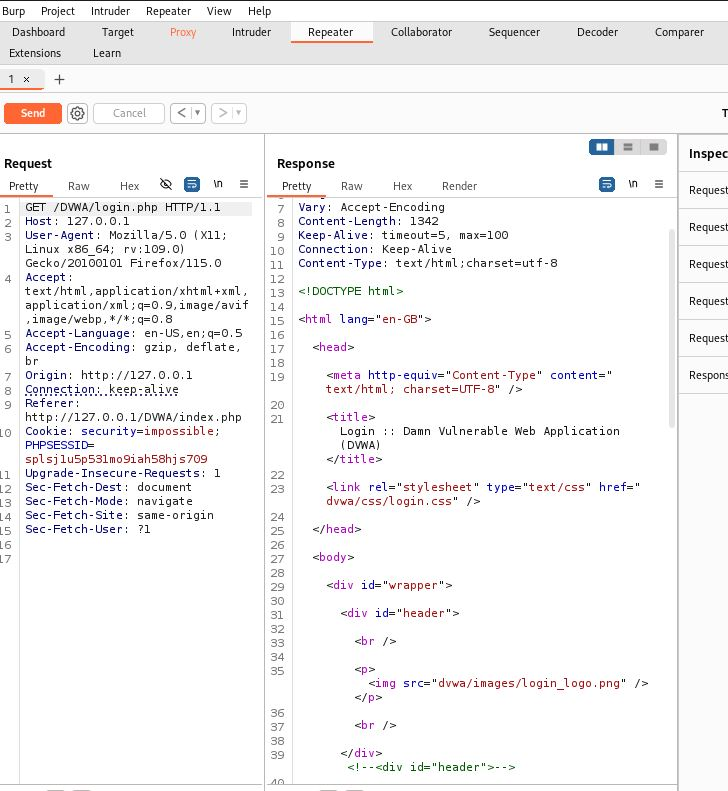 Burp Project Intruder Repeater View Help
Dashboard Target Proxy Intruder Repeater Collaborator Sequencer Decoder Comparer
Extensions Learn
1 × +
Send Cancel < >
Request
Pretty Raw Hex \n
1 GET /DVWA/login.php HTTP/1.1
2 Host: 127.0.0.1
3 User-Agent: Mozilla/5.0 (X11;
Linux x86_64; rv:109.0)
Gecko/20100101 Firefox/115.0
4 Accept:
text/html,application/xhtml+xml,
application/xml;q=0.9,image/avif
,image/webp,*/*;q=0.8
5 Accept-Language: en-US,en;q=0.5
6 Accept-Encoding: gzip, deflate,
br
7 Origin: http://127.0.0.1
8 Connection: keep-alive
9 Referer:
http://127.0.0.1/DVWA/index.php
10 Cookie: security=impossible;
PHPSESSID=
splsj1u5p531mo9iah58hjs709
11 Upgrade-Insecure-Requests: 1
12 Sec-Fetch-Dest: document
13 Sec-Fetch-Mode: navigate
14 Sec-Fetch-Site: same-origin
15 Sec-Fetch-User: ?1
16
17
Response
Pretty Raw Hex Render \n
7 Vary: Accept-Encoding
8 Content-Length: 1342
9 Keep-Alive: timeout=5, max=100
10 Connection: Keep-Alive
11 Content-Type: text/html;charset=utf-8
12
13 <!DOCTYPE html>
14
15 <html lang="en-GB">
16
17 <head>
18
19 <meta http-equiv="Content-Type" content="
text/html; charset=UTF-8" />
20
21 <title>
Login :: Damn Vulnerable Web Application
(DVWA)
</title>
22
23 <link rel="stylesheet" type="text/css" href="
dvwa/css/login.css" />
24
25 </head>
26
27 <body>
28
29 <div id="wrapper">
30
31 <div id="header">
32
33 <br />
34
35 <p>
<img src="dvwa/images/login_logo.png" />
</p>
36
37 <br />
38
39 </div>
<!--<div id="header">-->
40
T
Inspec
Request
Request
Request
Request
Request
Respons